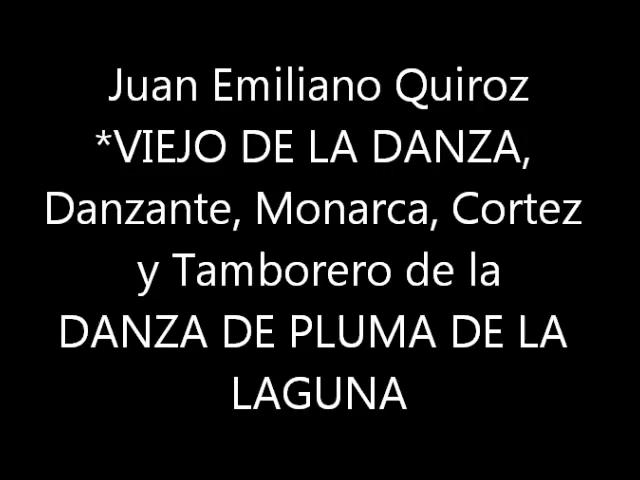 Juan Emiliano Quiroz
*VIEJO DE LA DANZA,
Danzante, Monarca, Cortez
y Tamborero de la
DANZA DE PLUMA DE LA
LAGUNA